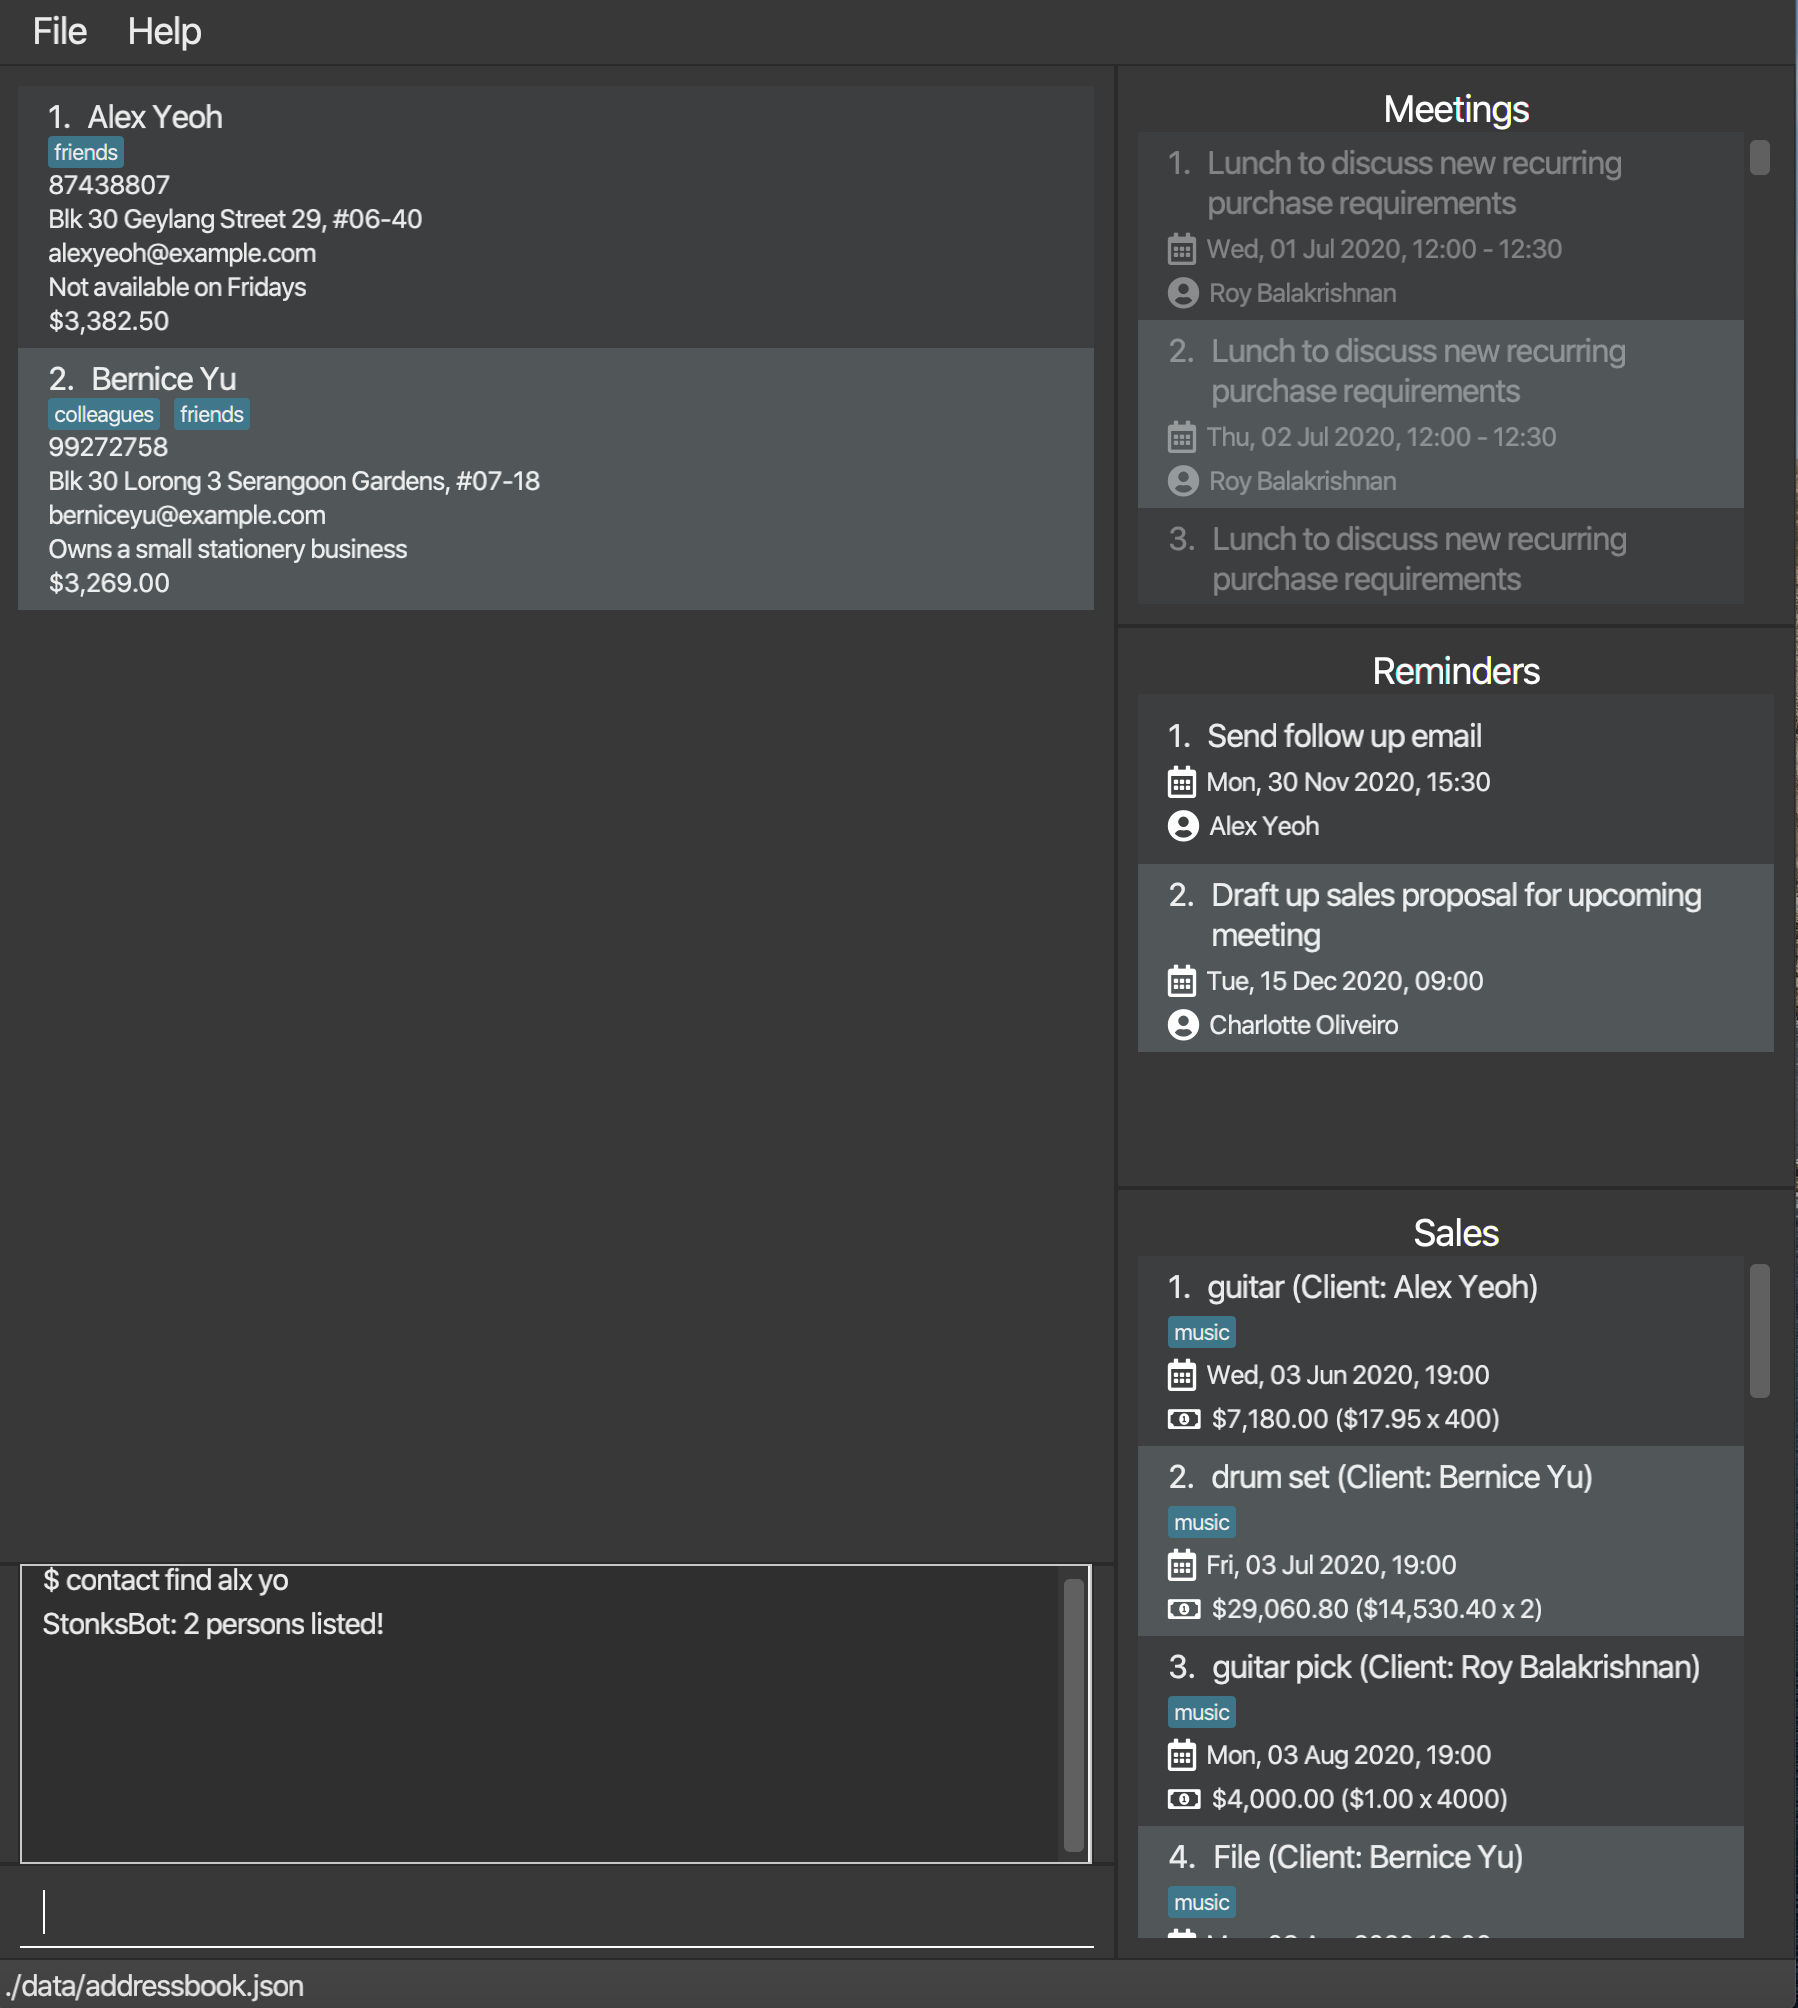 File Help
1. Alex Yeoh
friends
87438807
Blk 30 Geylang Street 29, #06-40
alexyeoh@example.com
Not available on Fridays
$3,382.50
2. Bernice Yu
colleagues friends
99272758
Blk 30 Lorong 3 Serangoon Gardens, #07-18
berniceyu@example.com
Owns a small stationery business
$3,269.00
$ contact find alx yo
StonksBot: 2 persons listed!
Meetings
1. Lunch to discuss new recurring
purchase requirements
Wed, 01 Jul 2020, 12:00 - 12:30
Roy Balakrishnan
2. Lunch to discuss new recurring
purchase requirements
Thu, 02 Jul 2020, 12:00 - 12:30
Roy Balakrishnan
3. Lunch to discuss new recurring
purchase requirements
Reminders
1. Send follow up email
Mon, 30 Nov 2020, 15:30
Alex Yeoh
2. Draft up sales proposal for upcoming
meeting
Tue, 15 Dec 2020, 09:00
Charlotte Oliveiro
Sales
1. guitar (Client: Alex Yeoh)
music
Wed, 03 Jun 2020, 19:00
$7,180.00 ($17.95 x 400)
2. drum set (Client: Bernice Yu)
music
Fri, 03 Jul 2020, 19:00
$29,060.80 ($14,530.40 x 2)
3. guitar pick (Client: Roy Balakrishnan)
music
Mon, 03 Aug 2020, 19:00
$4,000.00 ($1.00 x 4000)
4. File (Client: Bernice Yu)
music
./data/addressbook.json